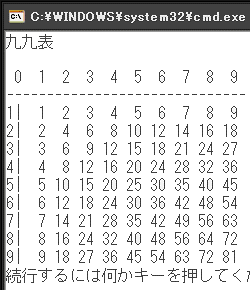 C:¥WINDOWS¥system32¥cmd.exe
九九表
0 1 2 3 4 5 6 7 8 9
----------------------------
1| 1 2 3 4 5 6 7 8 9
2| 2 4 6 8 10 12 14 16 18
3| 3 6 9 12 15 18 21 24 27
4| 4 8 12 16 20 24 28 32 36
5| 5 10 15 20 25 30 35 40 45
6| 6 12 18 24 30 36 42 48 54
7| 7 14 21 28 35 42 49 56 63
8| 8 16 24 32 40 48 56 64 72
9| 9 18 27 36 45 54 63 72 81
続行するには何かキーを押してくだ